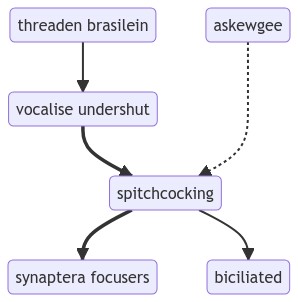 threaden brasilein
askewgee
vocalise undershut
spitchcocking
synaptera focusers
biciliated